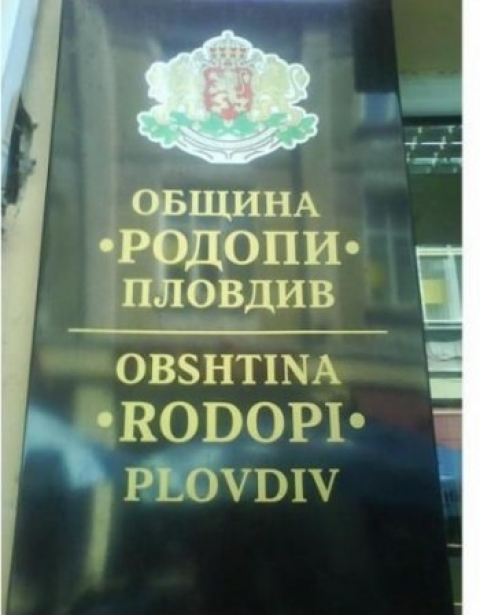 ОБЩИНА
•РОДОПИ•
ПЛОВДИВ
OBSHTINA
•RODOPI•
PLOVDIV